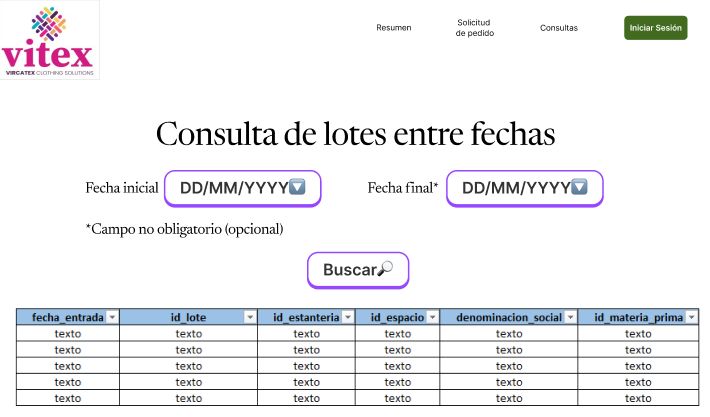 vitex
VIRCATEX CLOTHING SOLUTIONS
Resumen
Solicitud
de pedido
Consultas
Iniciar Sesión
Consulta de lotes entre fechas
Fecha inicial DD/MM/YYYY Fecha final* DD/MM/YYYY
*Campo no obligatorio (opcional)
Buscar
fecha_entrada id_lote id_estanteria id_espacio denominacion_social id_materia_prima
texto texto texto texto texto texto
texto texto texto texto texto texto
texto texto texto texto texto texto
texto texto texto texto texto texto
texto texto texto texto texto texto